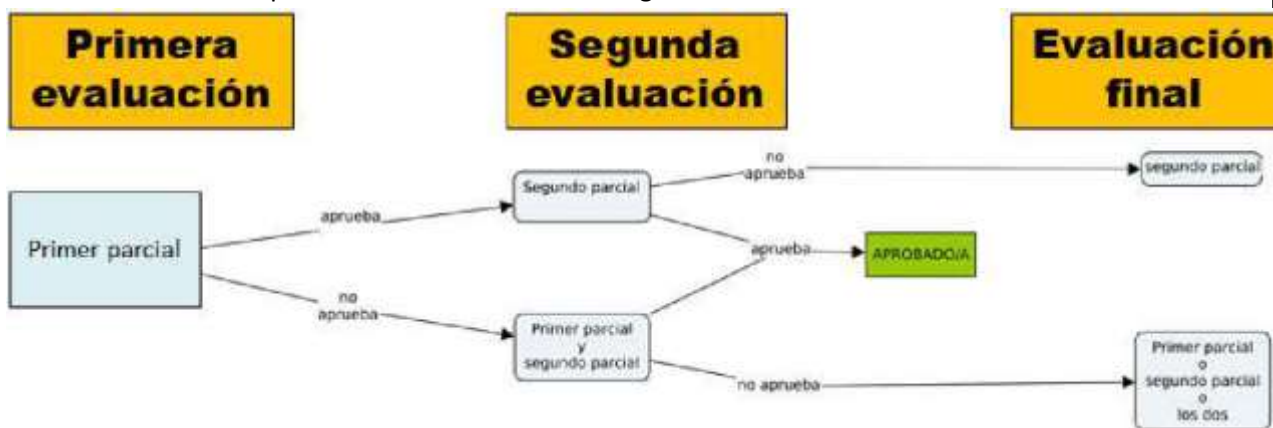 Primera
evaluación
Segunda
evaluación
Evaluación
final
Primer parcial
aprueba
no
aprueba
Segundo parcial
Primer parcial
y
segundo parcial
no
aprueba
aprueba
no aprueba
APROBADO/A
segundo parcial
Primer parcial
o
segundo parcial
o
los dos